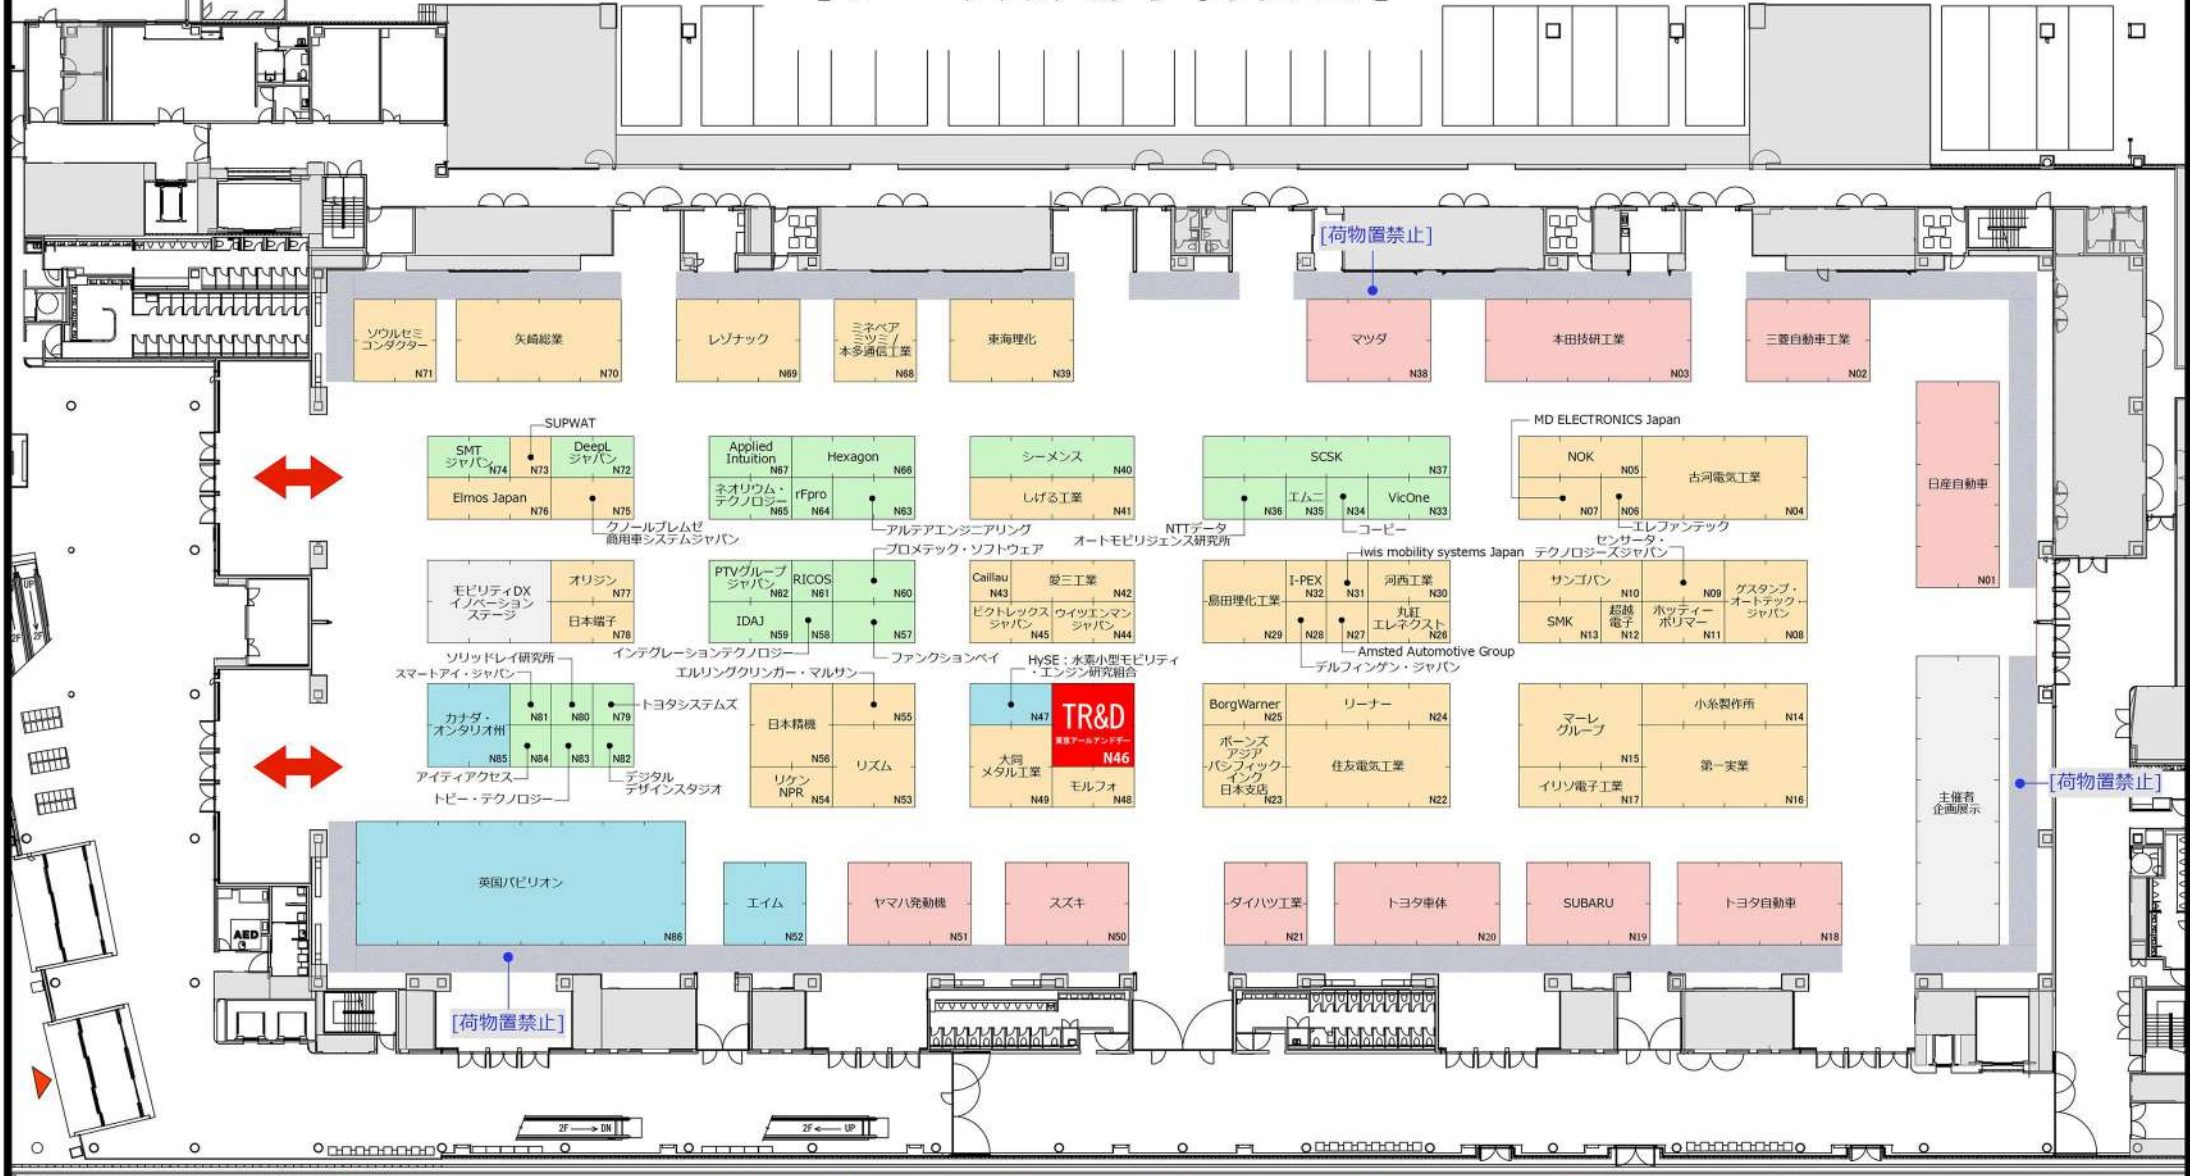 [荷物置禁止]
ソウルセミ
コンダクター
N71
矢崎総業
N70
レゾナック
N69
ミネベア
ミツミ/
本多通信工業
N68
東海理化
N39
マツダ
N38
本田技研工業
N03
三菱自動車工業
N02
SUPWAT
MD ELECTRONICS Japan
SMT
ジャパン
N74
N73
DeepL
ジャパン
N72
Applied
Intuition
N67
Hexagon
N66
シーメンス
N40
SCSK
N37
NOK
N05
古河電気工業
N04
日産自動車
N01
Elmos Japan
N76
N75
ネオリウム・
テクノロジー
N65
rFpro
N64
N63
しげる工業
N41
N36
エムニ
N35
N34
VicOne
N33
N07
N06
クノールブレムゼ
商用車システムジャパン
アルテアエンジニアリング
NTTデータ
オートモビリジェンス研究所
コービー
エレファンテック
プロメテック・ソフトウェア
iwis mobility systems Japan
センサータ・
テクノロジーズジャパン
モビリティDX
イノベーション
ステージ
オリジン
N77
日本端子
N78
PTVグループ
ジャパン
N62
RICOS
N61
N60
IDAJ
N59
N58
N57
Caillau
N43
愛三工業
N42
ビクトレックス
ジャパン
N45
ウイツエンマン
ジャパン
N44
島田理化工業
N29
I-PEX
N32
N31
河西工業
N30
N28
N27
丸紅
エレネクスト
N26
サンゴバン
N10
N09
ゲスタンプ・
オートテック・
ジャパン
N08
SMK
N13
超越
電子
N12
ホッティー
ポリマー
N11
インテグレーションテクノロジー
ファンクションベイ
Amsted Automotive Group
デルフィンゲン・ジャパン
ソリッドレイ研究所
スマートアイ・ジャパン
エルリングクリンガー・マルサン
HySE：水素小型モビリティ
・エンジン研究組合
カナダ・
オンタリオ州
N85
N81
N80
N79
トヨタシステムズ
N84
N83
N82
アイティアクセス
トビー・テクノロジー
デジタル
デザインスタジオ
日本精機
N56
N55
リケン
NPR
N54
リズム
N53
N47
TR&D
東京アールアンドデー
N46
大同
メタル工業
N49
モルフォ
N48
BorgWarner
N25
リーナー
N24
ボーンズ
アジア
パシフィック
インク
日本支店
N23
住友電気工業
N22
マーレ
グループ
N15
小糸製作所
N14
イリソ電子工業
N17
第一実業
N16
主催者
企画展示
[荷物置禁止]
英国パビリオン
N86
エイム
N52
ヤマハ発動機
N51
スズキ
N50
ダイハツ工業
N21
トヨタ車体
N20
SUBARU
N19
トヨタ自動車
N18
AED
[荷物置禁止]
UP
2F
2F
2F → DN
2F ← UP